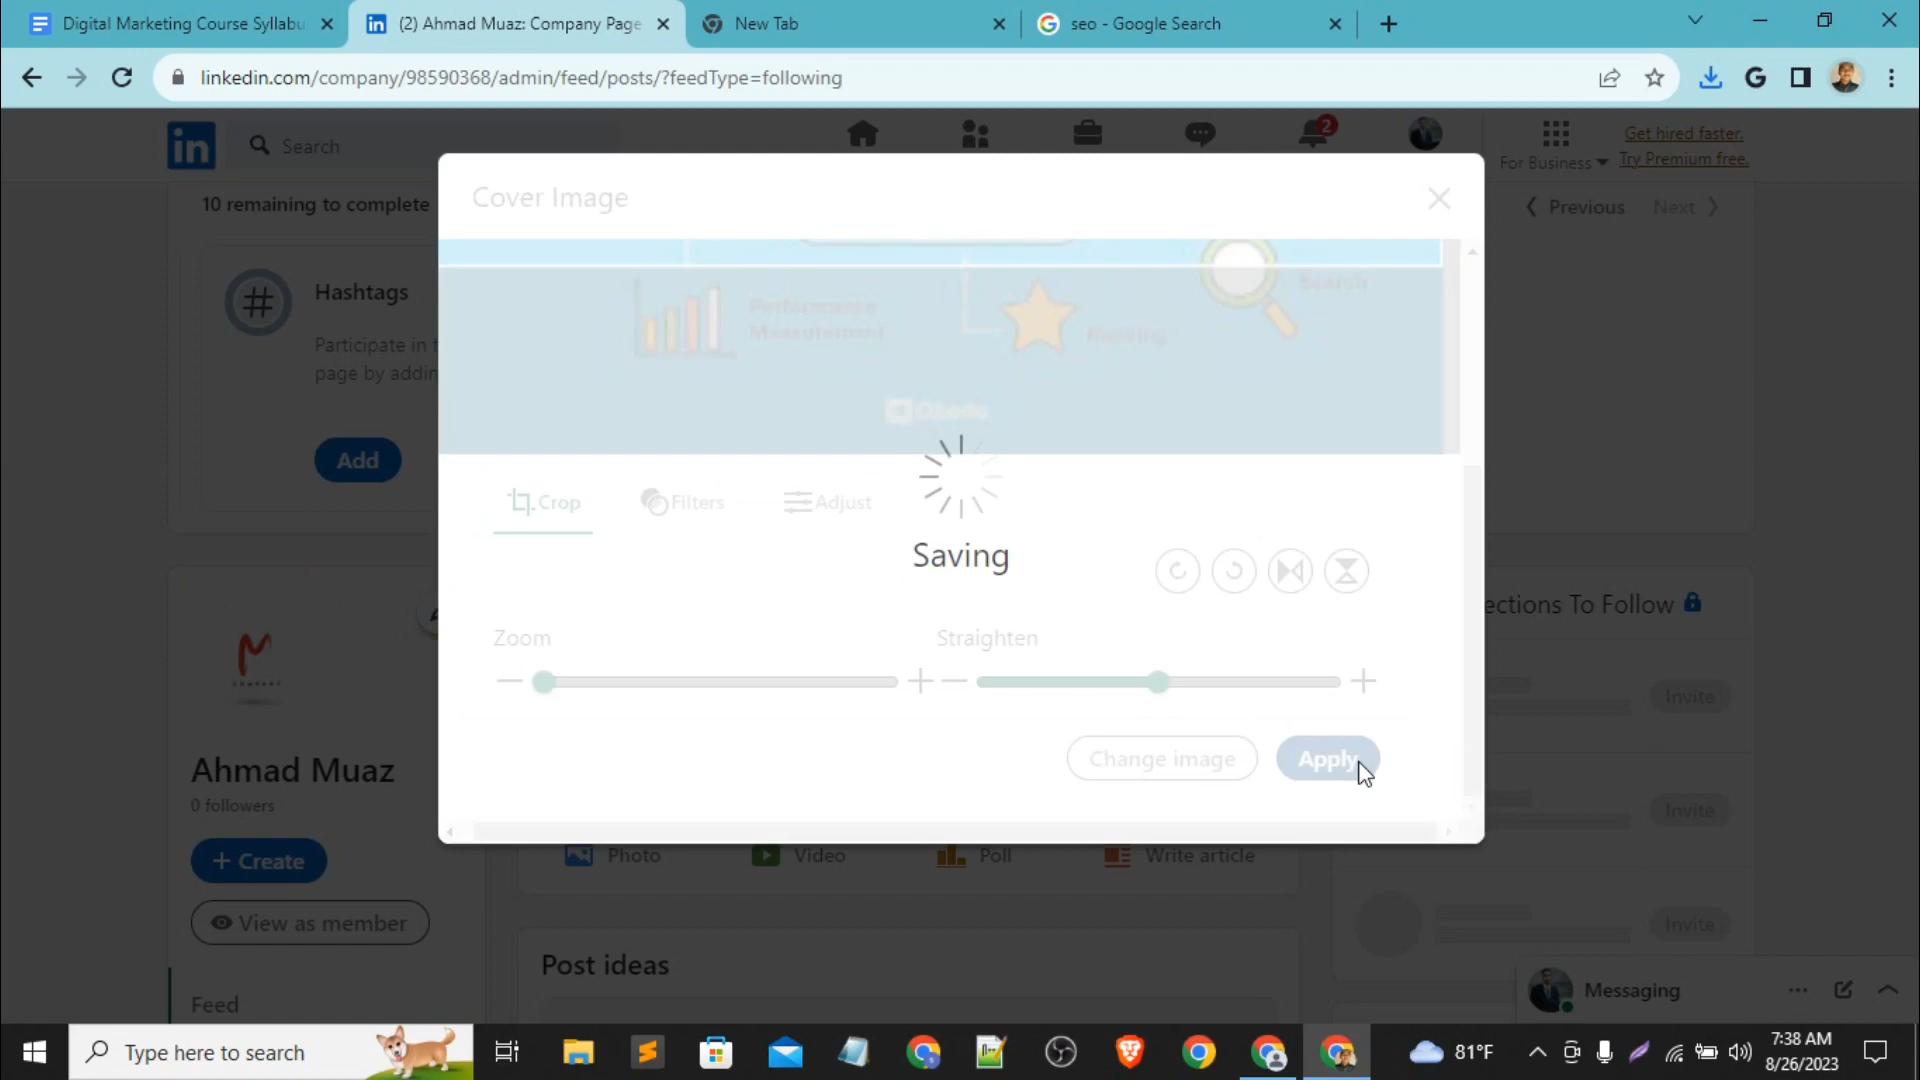 Digital Marketing Course Syllabu
(2) Ahmad Muaz: Company Page
New Tab
seo - Google Search
linkedin.com/company/98590368/admin/feed/posts/?feedType=following
in
Search
2
For Business
Get hired faster.
Try Premium free.
10 remaining to complete
Previous
Next
Cover Image
Hashtags
Participate in t
page by addin
Add
Performance
Measurement
Ranking
Search
Crop
Filters
Adjust
Saving
Zoom
Straighten
Change image
Apply
ections To Follow
Invite
Invite
Invite
Ahmad Muaz
0 followers
+ Create
View as member
Feed
Photo
Video
Poll
Write article
Post ideas
Messaging
Type here to search
81°F
7:38 AM
8/26/2023